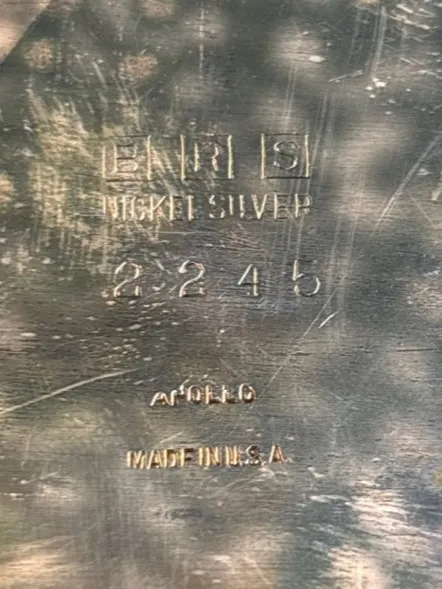 B R S
NICKEL SILVER
2245
APOLLO
MADE IN U.S.A.